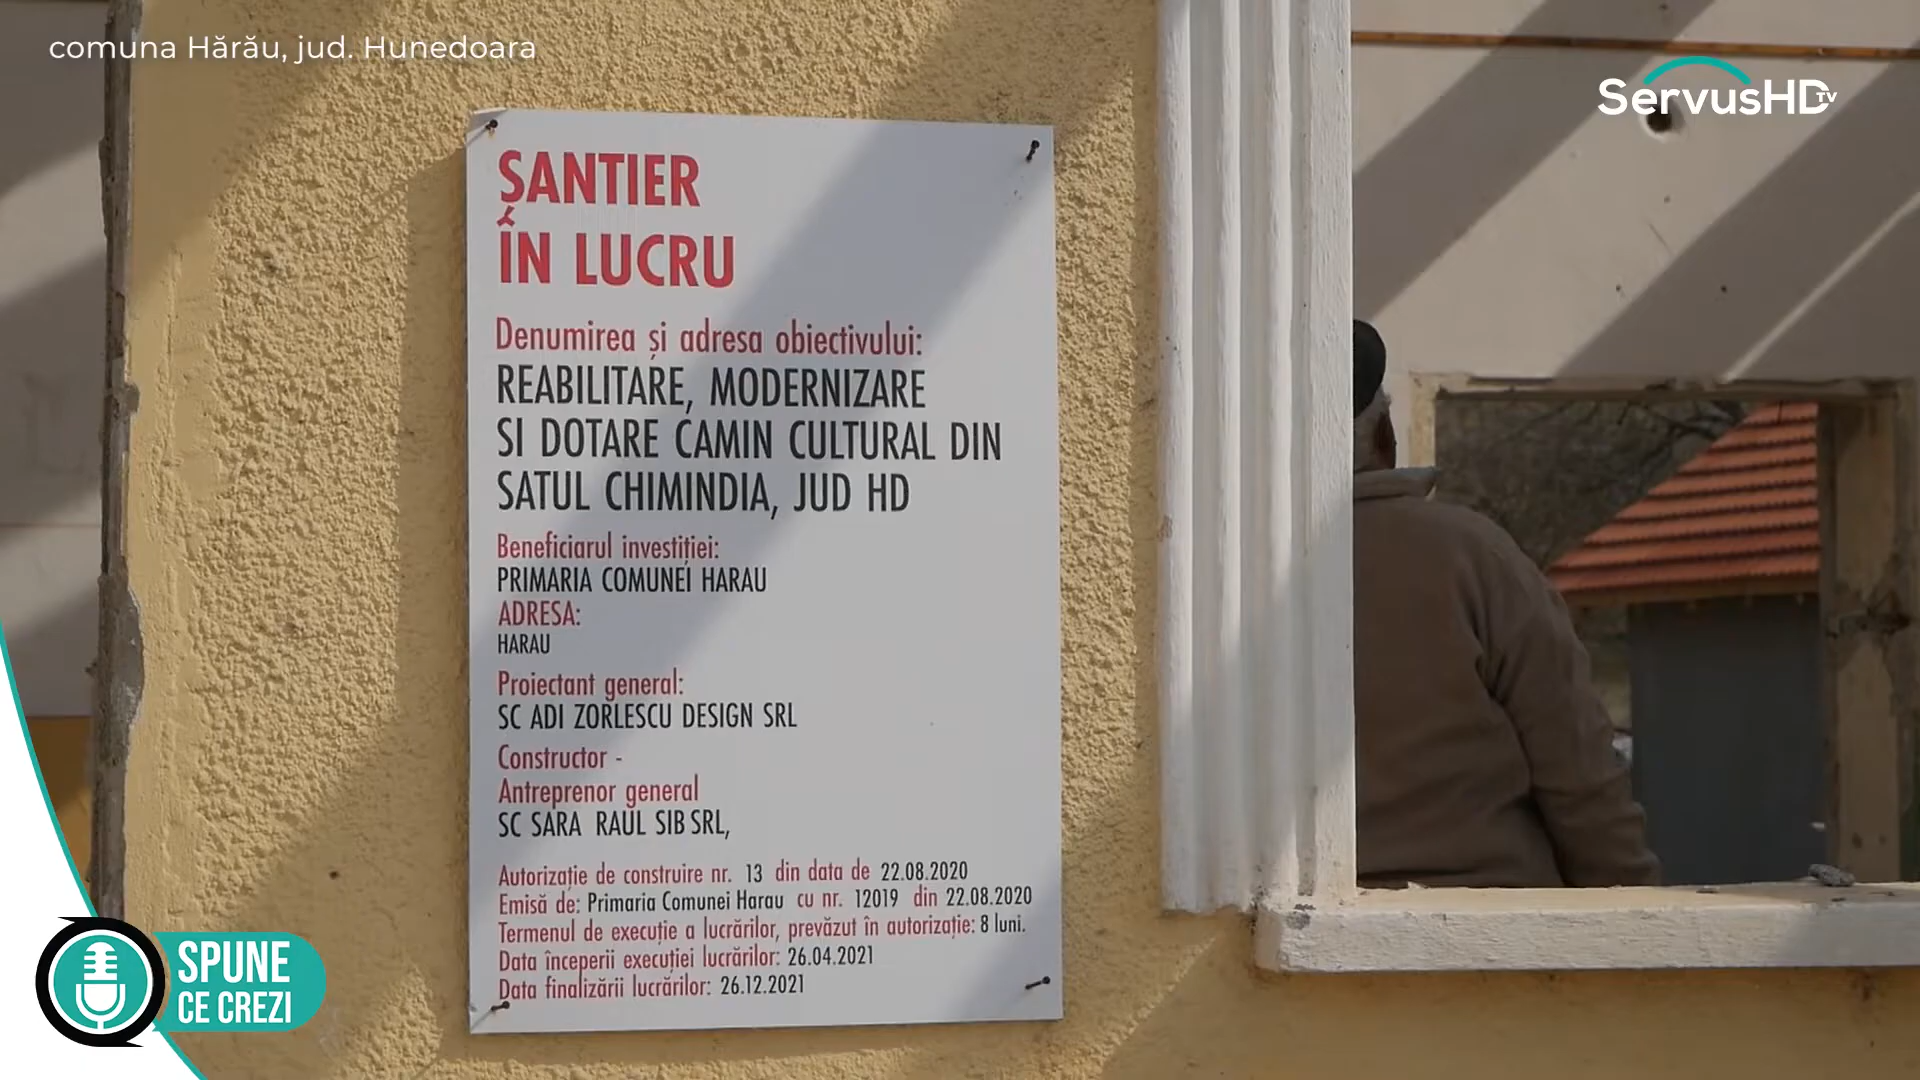 comuna Hărău, jud. Hunedoara
ServusHD TV
ȘANTIER
ÎN LUCRU
Denumirea și adresa obiectivului:
REABILITARE, MODERNIZARE
SI DOTARE CAMIN CULTURAL DIN
SATUL CHIMINDIA, JUD HD
Beneficiarul investiției:
PRIMARIA COMUNEI HARAU
ADRESA:
HARAU
Proiectant general:
SC ADI ZORLESCU DESIGN SRL
Constructor -
Antreprenor general
SC SARA RAUL SIB SRL,
Autorizație de construire nr. 13 din data de 22.08.2020
Emisă de: Primaria Comunei Harau cu nr. 12019 din 22.08.2020
Termenul de execuție a lucrărilor, prevăzut în autorizație: 8 luni.
Data începerii execuției lucrărilor: 26.04.2021
Data finalizării lucrărilor: 26.12.2021
SPUNE
CE CREZI